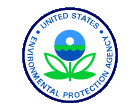 UNITED STATES
ENVIRONMENTAL PROTECTION AGENCY